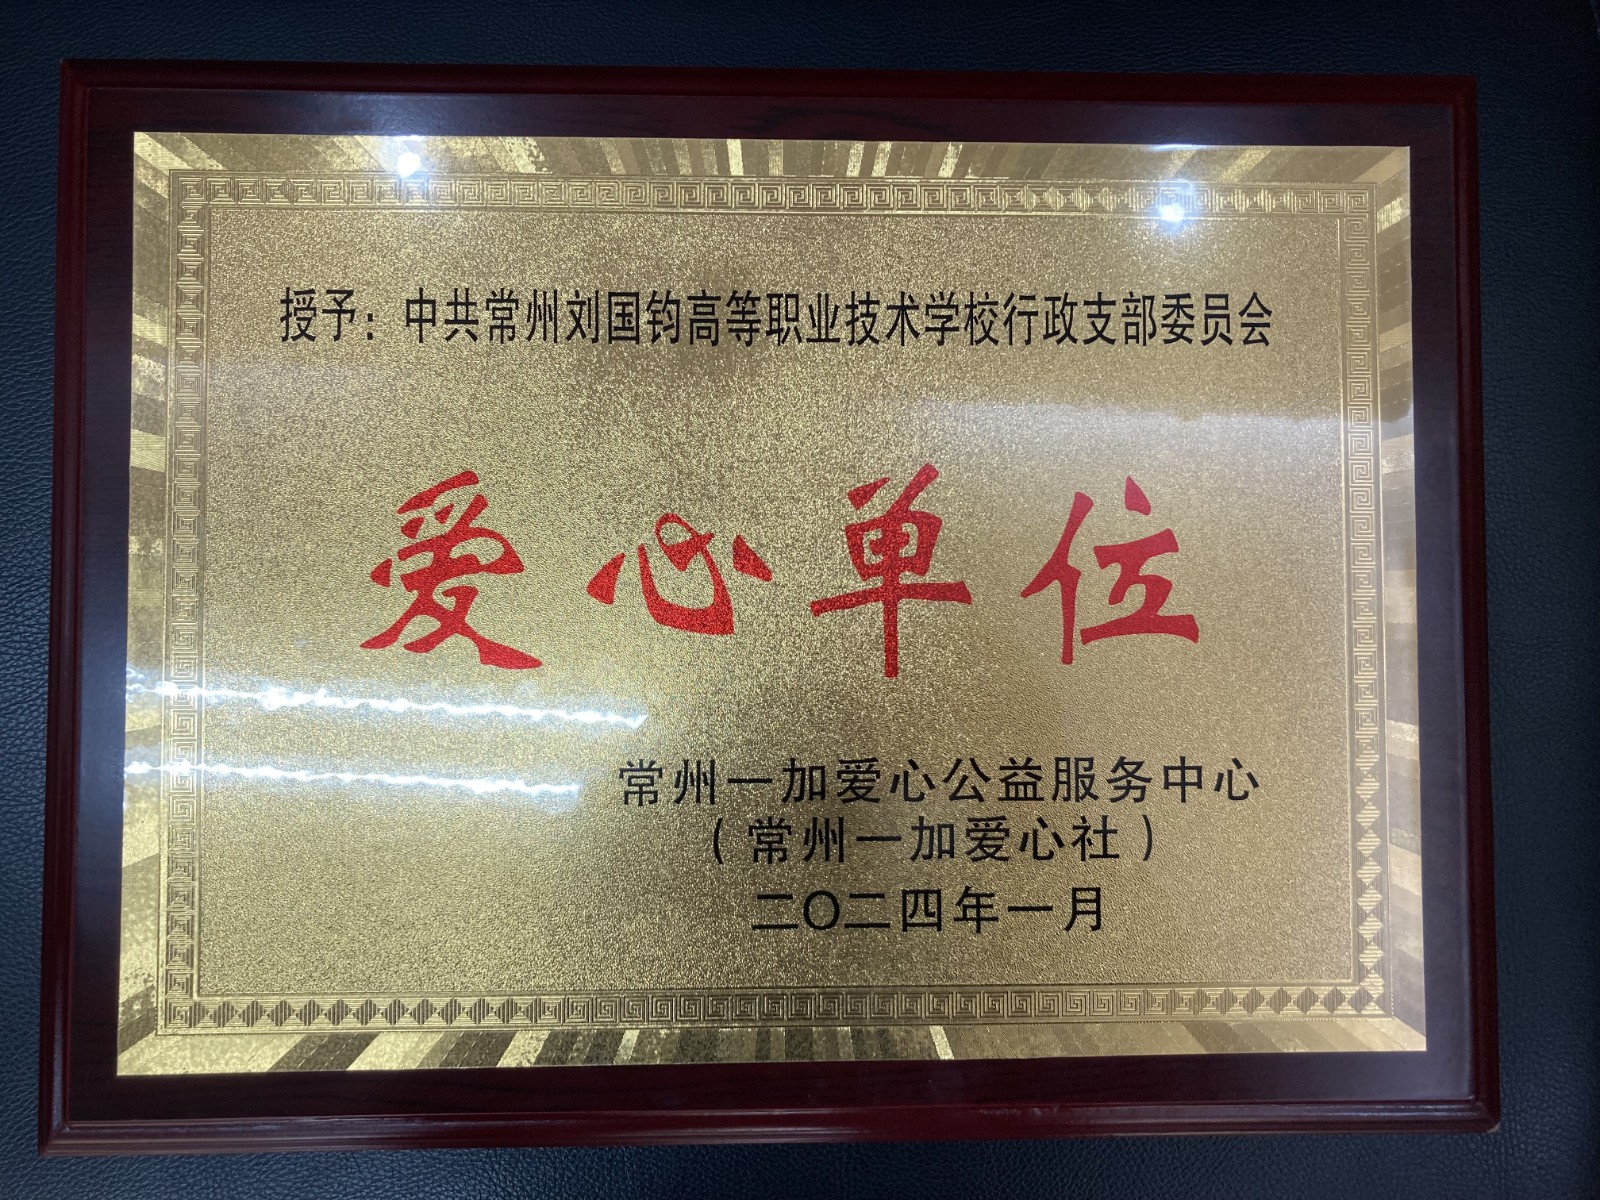 授予：中共常州刘国钧高等职业技术学校行政支部委员会
爱心单位
常州一加爱心公益服务中心
（常州一加爱心社）
二〇二四年一月